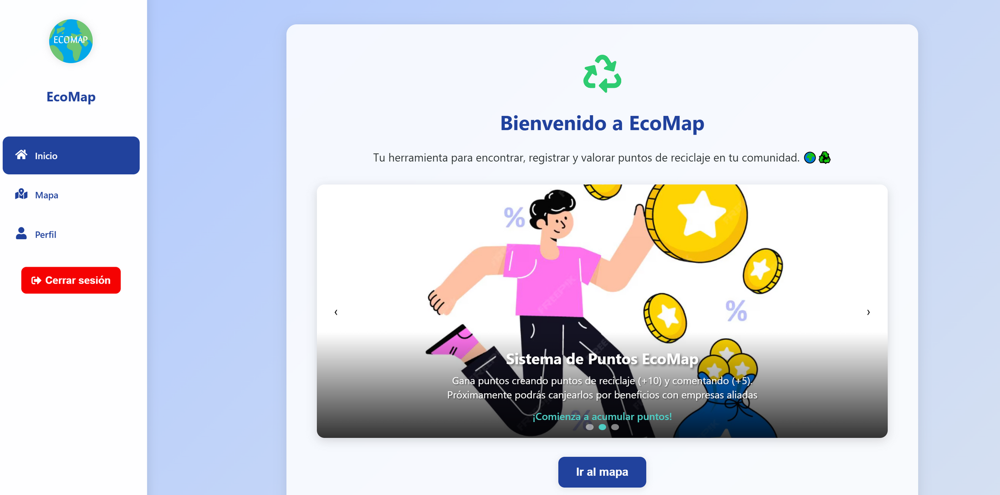 ECOMAP
EcoMap
Inicio
Mapa
Perfil
Cerrar sesión
Bienvenido a EcoMap
Tu herramienta para encontrar, registrar y valorar puntos de reciclaje en tu comunidad. 🌍♻
%
%
%
FREEPIK
‹
›
Sistema de Puntos EcoMap
Gana puntos creando puntos de reciclaje (+10) y comentando (+5).
Próximamente podrás canjearlos por beneficios con empresas aliadas
¡Comienza a acumular puntos!
Ir al mapa